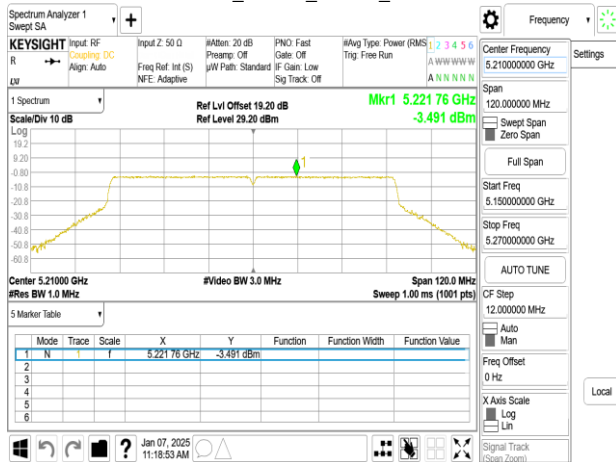 Spectrum Analyzer 1
Swept SA
+
Frequency
KEYSIGHT
R
LXI
Input: RF
Coupling: DC
Align: Auto
Input Z: 50 Ω
Freq Ref: Int (S)
NFE: Adaptive
#Atten: 20 dB
Preamp: Off
µW Path: Standard
PNO: Fast
Gate: Off
IF Gain: Low
Sig Track: Off
#Avg Type: Power (RMS
Trig: Free Run
1 2 3 4 5 6
A W W W W W
A N N N N N
1 Spectrum
Scale/Div 10 dB
Log
Ref Lvl Offset 19.20 dB
Ref Level 29.20 dBm
Mkr1 5.221 76 GHz
-3.491 dBm
19.2
9.20
-0.80
-10.8
-20.8
-30.8
-40.8
-50.8
-60.8
1
Center 5.21000 GHz
#Res BW 1.0 MHz
#Video BW 3.0 MHz
Span 120.0 MHz
Sweep 1.00 ms (1001 pts)
5 Marker Table
Mode Trace Scale X Y Function Function Width Function Value
1 N 1 f 5.221 76 GHz -3.491 dBm
2
3
4
5
6
Jan 07, 2025
11:18:53 AM
?
Center Frequency
5.210000000 GHz
Span
120.000000 MHz
Swept Span
Zero Span
Full Span
Start Freq
5.150000000 GHz
Stop Freq
5.270000000 GHz
AUTO TUNE
CF Step
12.000000 MHz
Auto
Man
Freq Offset
0 Hz
X Axis Scale
Log
Lin
Signal Track
(Span Zoom)
Settings
Local